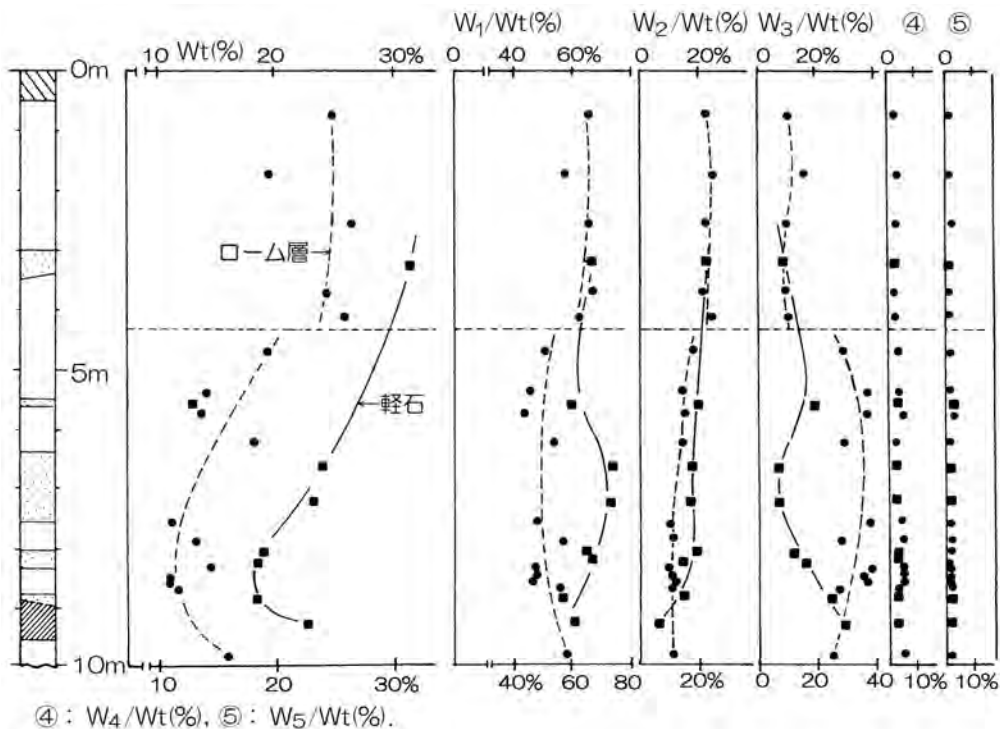 W₁/Wt(%) W₂/Wt(%) W₃/Wt(%) ④ ⑤
10 Wt(%) 20 30% 0 40 60% 0 20% 0 20% 0 0
0m
ローム層
5m
軽石
10m
10 20 30% 40% 60 80 20% 0 20 40 10% 10%
④：W₄/Wt(%), ⑤：W₅/Wt(%).